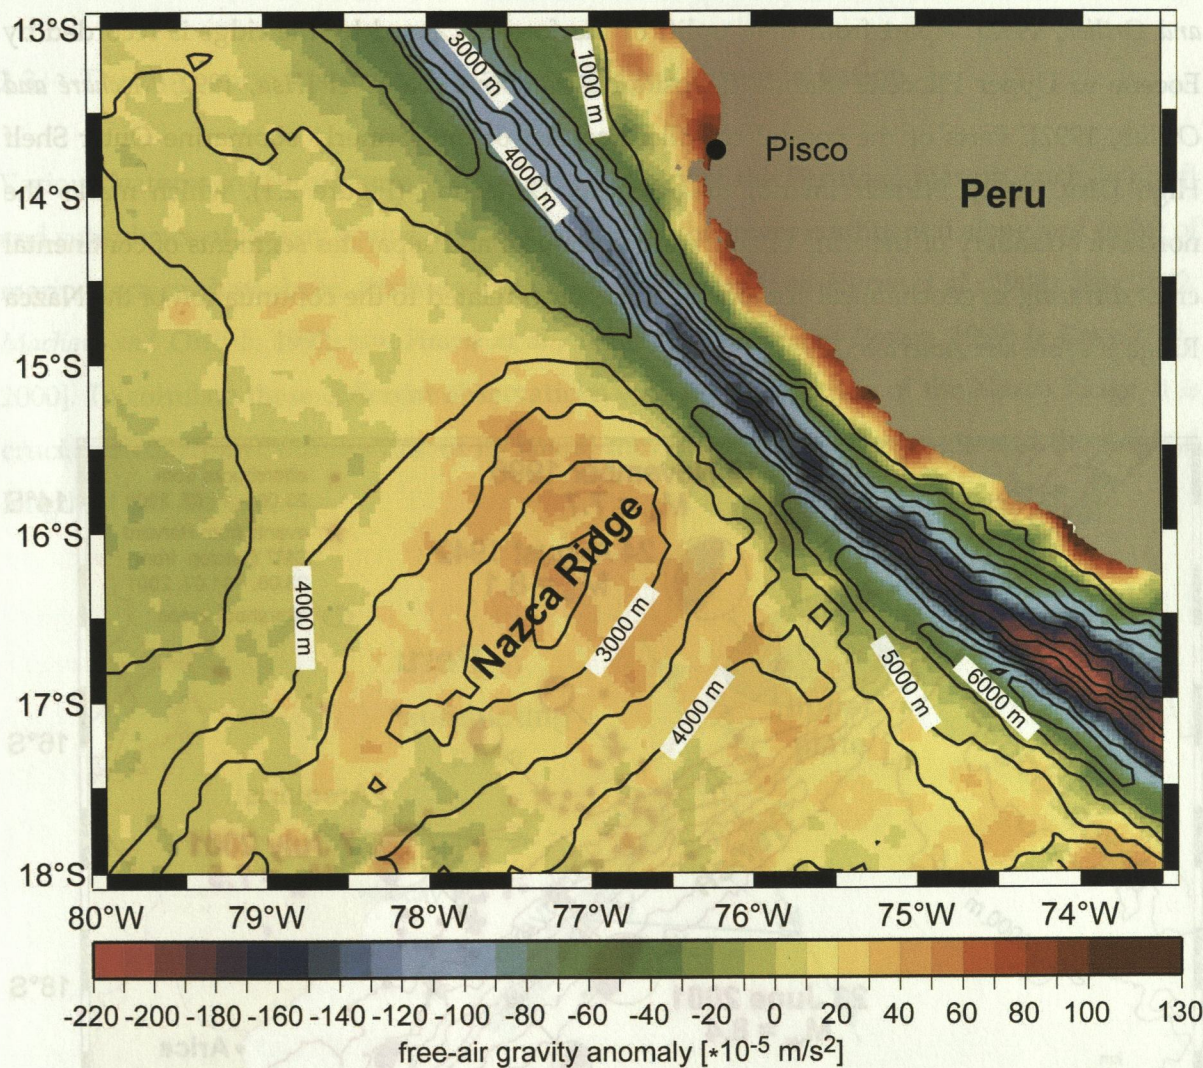 13°S
14°S
15°S
16°S
17°S
18°S
3000 m
1000 m
4000 m
Pisco
Peru
Nazca Ridge
4000 m
3000 m
4000 m
5000 m
6000 m
80°W 79°W 78°W 77°W 76°W 75°W 74°W
-220 -200 -180 -160 -140 -120 -100 -80 -60 -40 -20 0 20 40 60 80 100 130
free-air gravity anomaly [*10⁻⁵ m/s²]